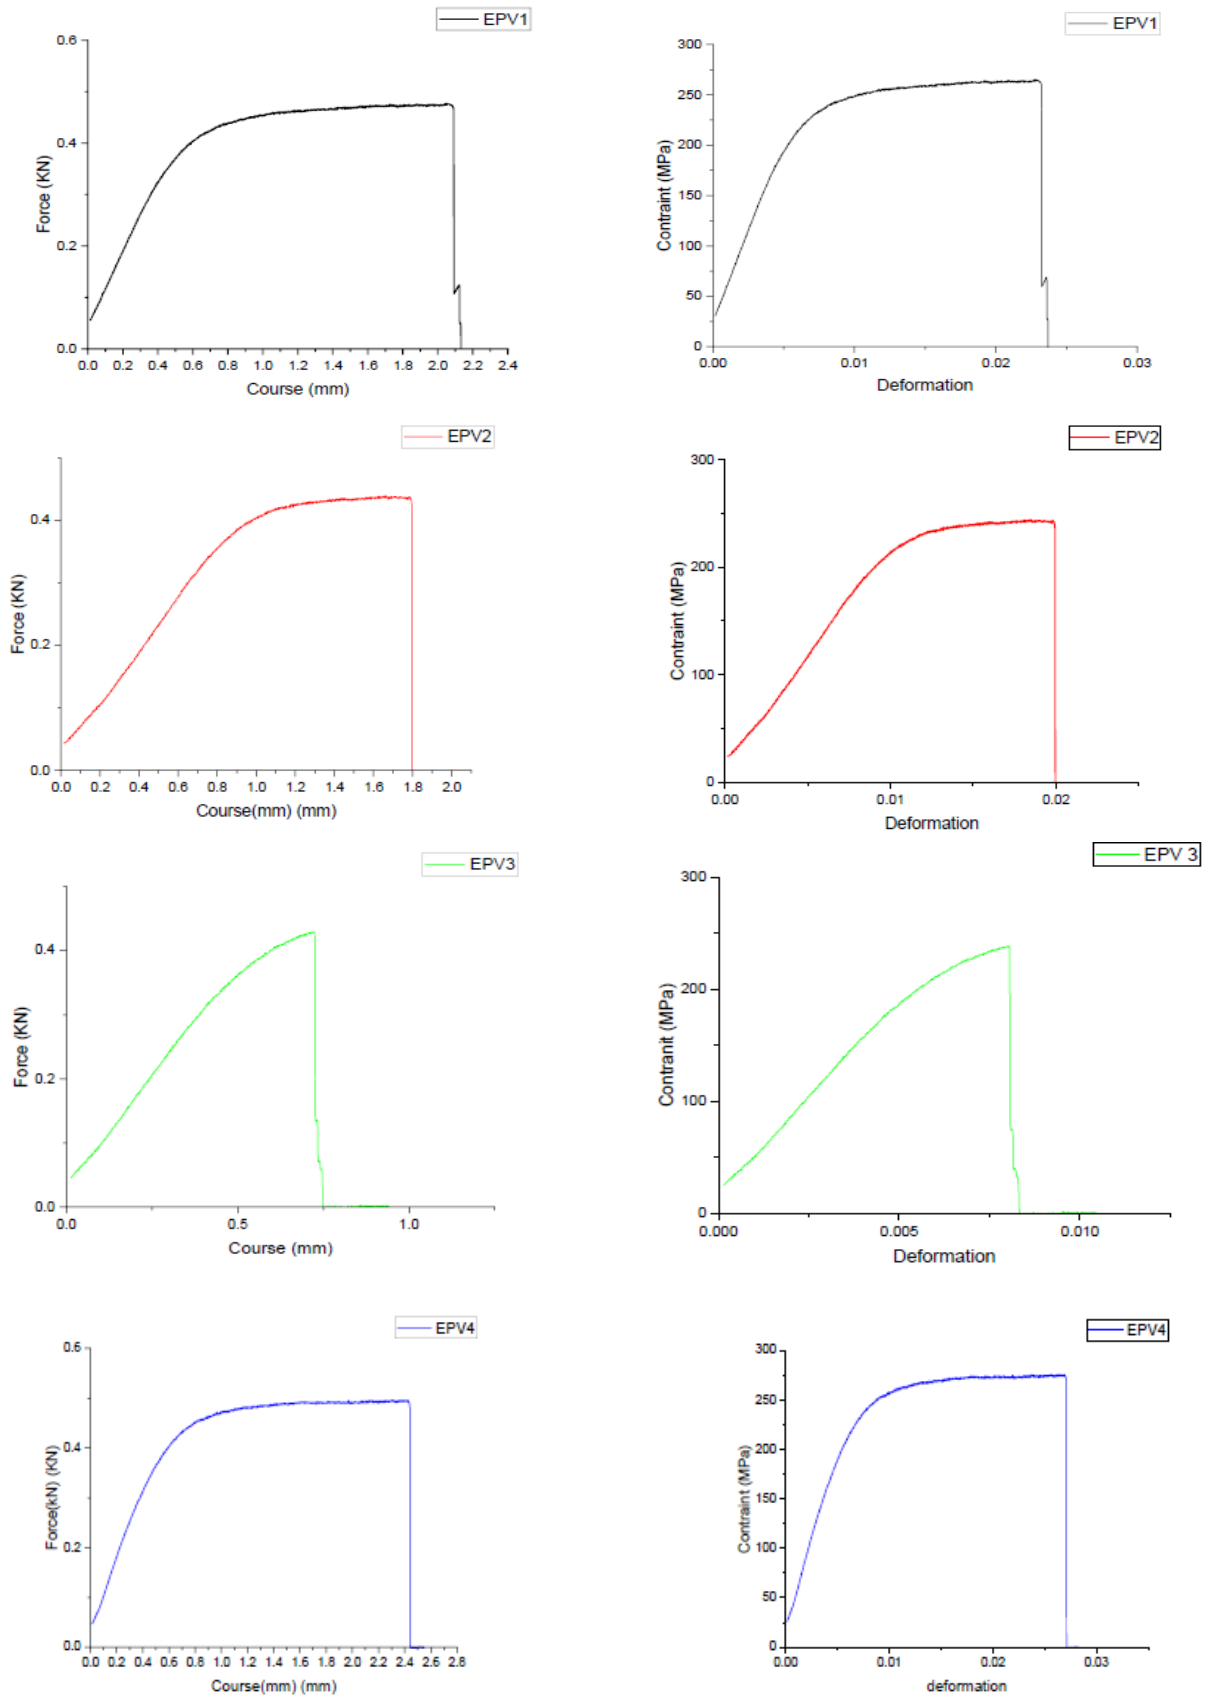 EPV1
0.6
0.4
0.2
0.0
Force (KN)
0.0 0.2 0.4 0.6 0.8 1.0 1.2 1.4 1.6 1.8 2.0 2.2 2.4
Course (mm)
EPV1
300
250
200
150
100
50
0
Contraint (MPa)
0.00 0.01 0.02 0.03
Deformation
EPV2
0.4
0.2
0.0
Force (KN)
0.0 0.2 0.4 0.6 0.8 1.0 1.2 1.4 1.6 1.8 2.0
Course(mm) (mm)
EPV2
300
200
100
0
Contraint (MPa)
0.00 0.01 0.02
Deformation
EPV3
0.4
0.2
0.0
Force (KN)
0.0 0.5 1.0
Course (mm)
EPV 3
300
200
100
0
Contranit (MPa)
0.000 0.005 0.010
Deformation
EPV4
0.6
0.4
0.2
0.0
Force(kN) (KN)
0.0 0.2 0.4 0.6 0.8 1.0 1.2 1.4 1.6 1.8 2.0 2.2 2.4 2.6 2.8
Course(mm) (mm)
EPV4
300
250
200
150
100
50
0
Contraint (MPa)
0.00 0.01 0.02 0.03
deformation